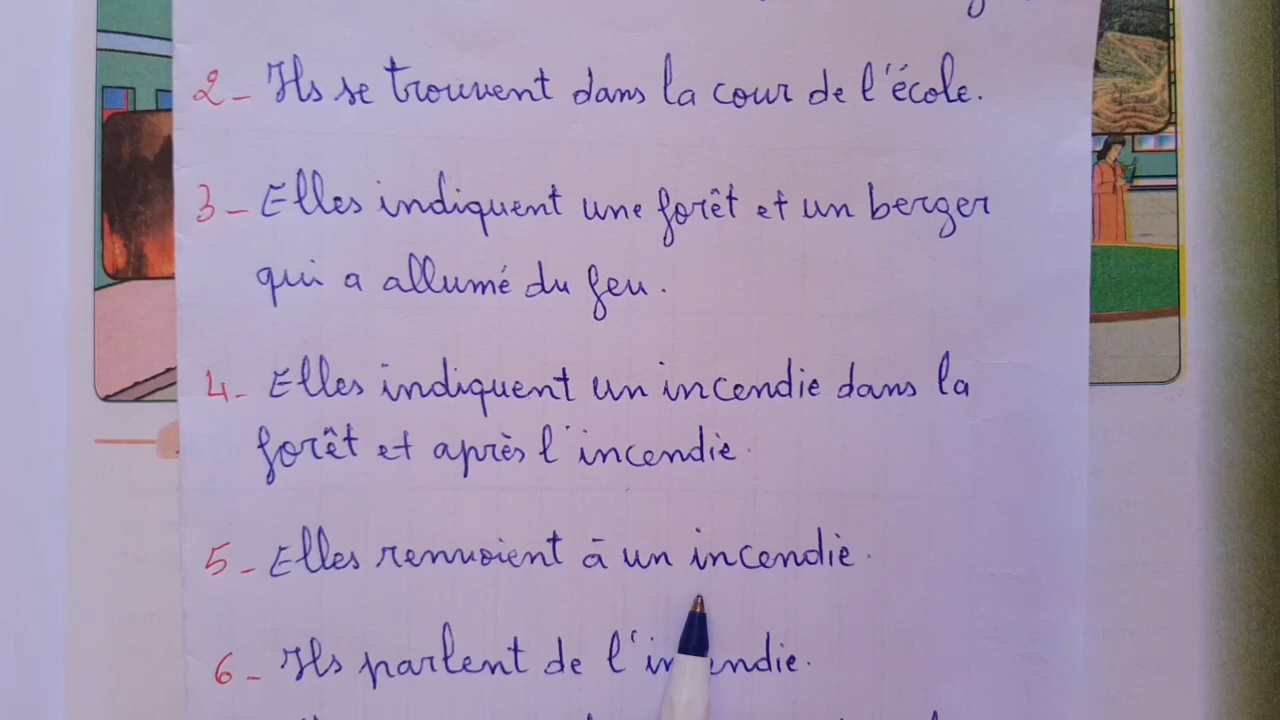 2- Ils se trouvent dans la cour de l'école.
3- Elles indiquent une forêt et un berger
qui a allumé du feu.
4- Elles indiquent un incendie dans la
forêt et après l'incendie.
5- Elles renvoient à un incendie.
6- Ils parlent de l'incendie.